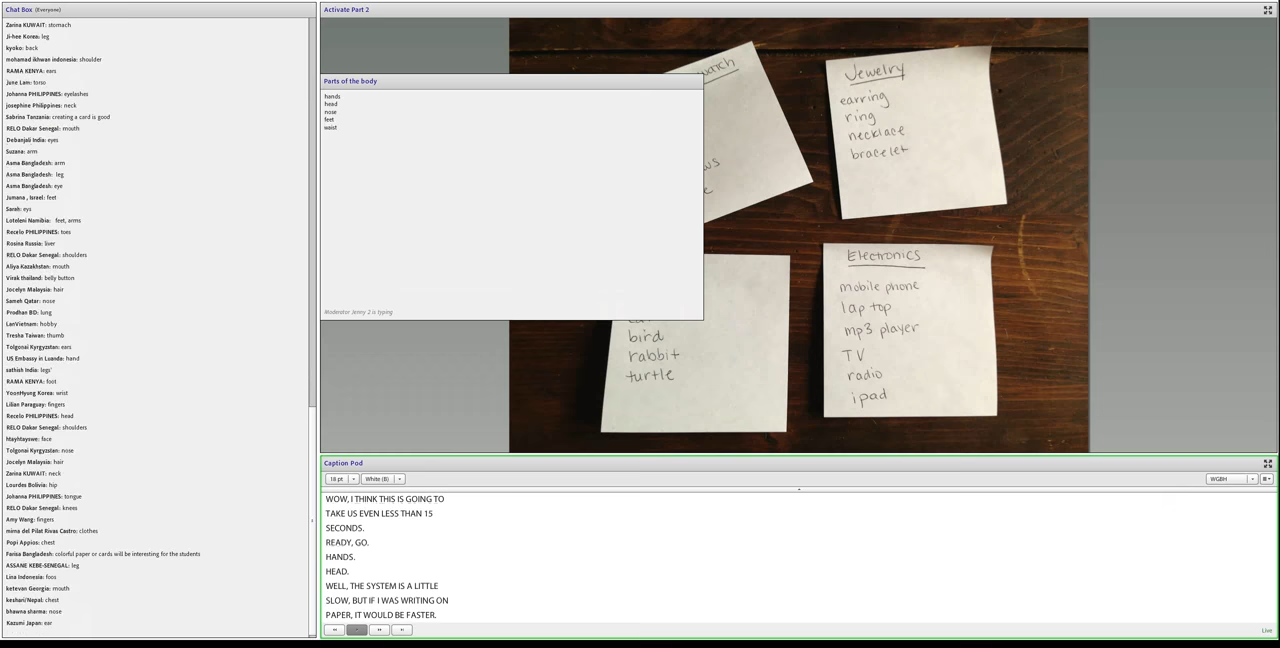 Chat Box (Everyone)
Zarina KUWAIT: stomach
Ji-hee Korea: leg
kyoko: back
mohamad ikhwan indonesia: shoulder
RAMA KENYA: ears
June Lam: torso
Johanna PHILIPPINES: eyelashes
josephine Philippines: neck
Sabrina Tanzania: creating a card is good
RELO Dakar Senegal: mouth
Debanjali India: eyes
Suzana: arm
Asma Bangladesh: arm
Asma Bangladesh: leg
Asma Bangladesh: eye
Jumana , Israel: feet
Sarah: eys
Loteleni Namibia: feet, arms
Recelo PHILIPPINES: toes
Rosina Russia: liver
RELO Dakar Senegal: shoulders
Aliya Kazakhstan: mouth
Virak thailand: belly button
Jocelyn Malaysia: hair
Sameh Qatar: nose
Prodhan BD: lung
LanVietnam: hobby
Tresha Taiwan: thumb
Tolgonai Kyrgyzstan: ears
US Embassy in Luanda: hand
sathish India: legs'
RAMA KENYA: foot
YoonHyung Korea: wrist
Lilian Paraguay: fingers
Recelo PHILIPPINES: head
RELO Dakar Senegal: shoulders
htayhtayswe: face
Tolgonai Kyrgyzstan: nose
Jocelyn Malaysia: hair
Zarina KUWAIT: neck
Lourdes Bolivia: hip
Johanna PHILIPPINES: tongue
RELO Dakar Senegal: knees
Amy Wang: fingers
mirna del Pilar Rivas Castro: clothes
Popi Appios: chest
Farisa Bangladesh: colorful paper or cards will be interesting for the students
ASSANE KEBE-SENEGAL: leg
Lina Indonesia: foos
ketevan Georgia: mouth
keshari/Nepal: chest
bhawna sharma: nose
Kazumi Japan: ear
Activate Part 2
Parts of the body
hands
head
nose
feet
waist
Moderator Jenny 2 is typing
Jewelry
earring
ring
necklace
bracelet
bird
rabbit
turtle
Electronics
mobile phone
lap top
mp3 player
TV
radio
ipad
Caption Pod
18 pt
White (B)
WGBH
WOW, I THINK THIS IS GOING TO
TAKE US EVEN LESS THAN 15
SECONDS.
READY, GO.
HANDS.
HEAD.
WELL, THE SYSTEM IS A LITTLE
SLOW, BUT IF I WAS WRITING ON
PAPER, IT WOULD BE FASTER.
Live